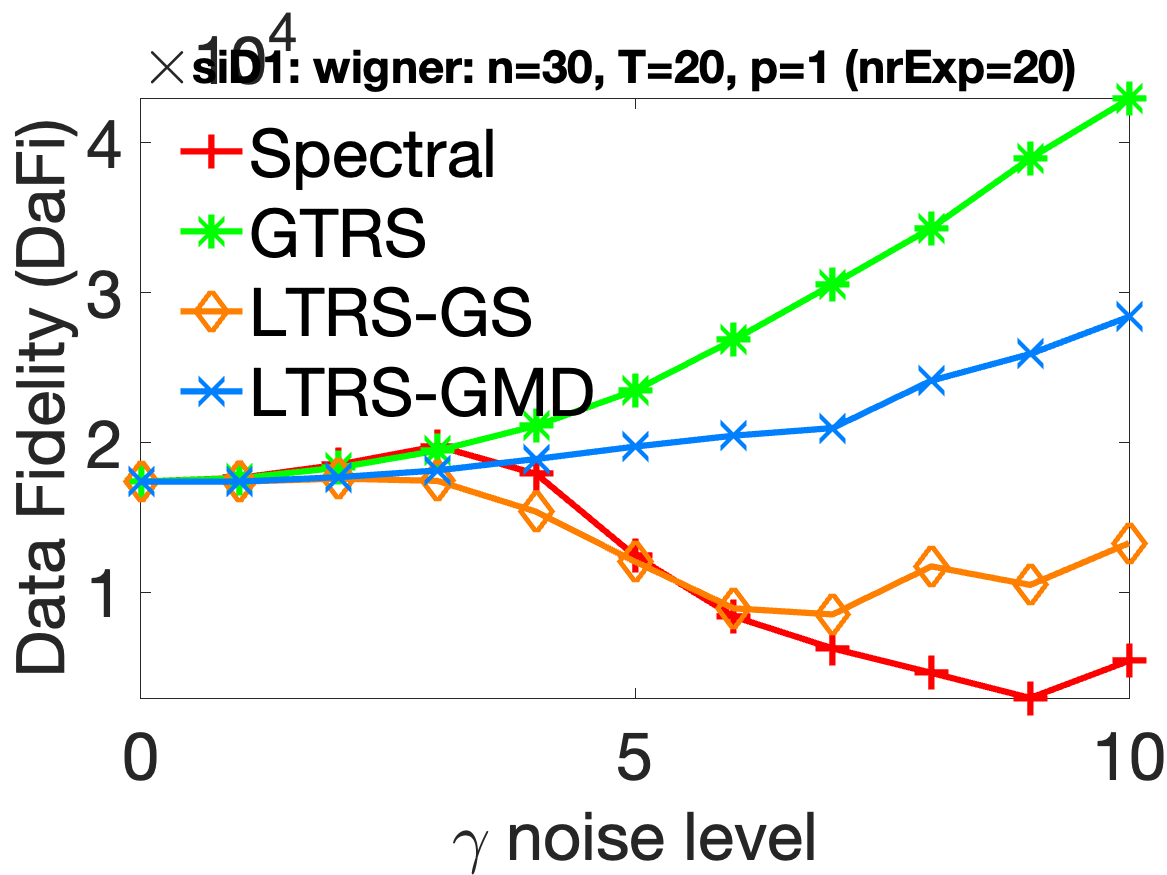 × 104
siD1: wigner: n=30, T=20, p=1 (nrExp=20)
Data Fidelity (DaFi)
4
3
2
1
Spectral
GTRS
LTRS-GS
LTRS-GMD
0 5 10
γ noise level